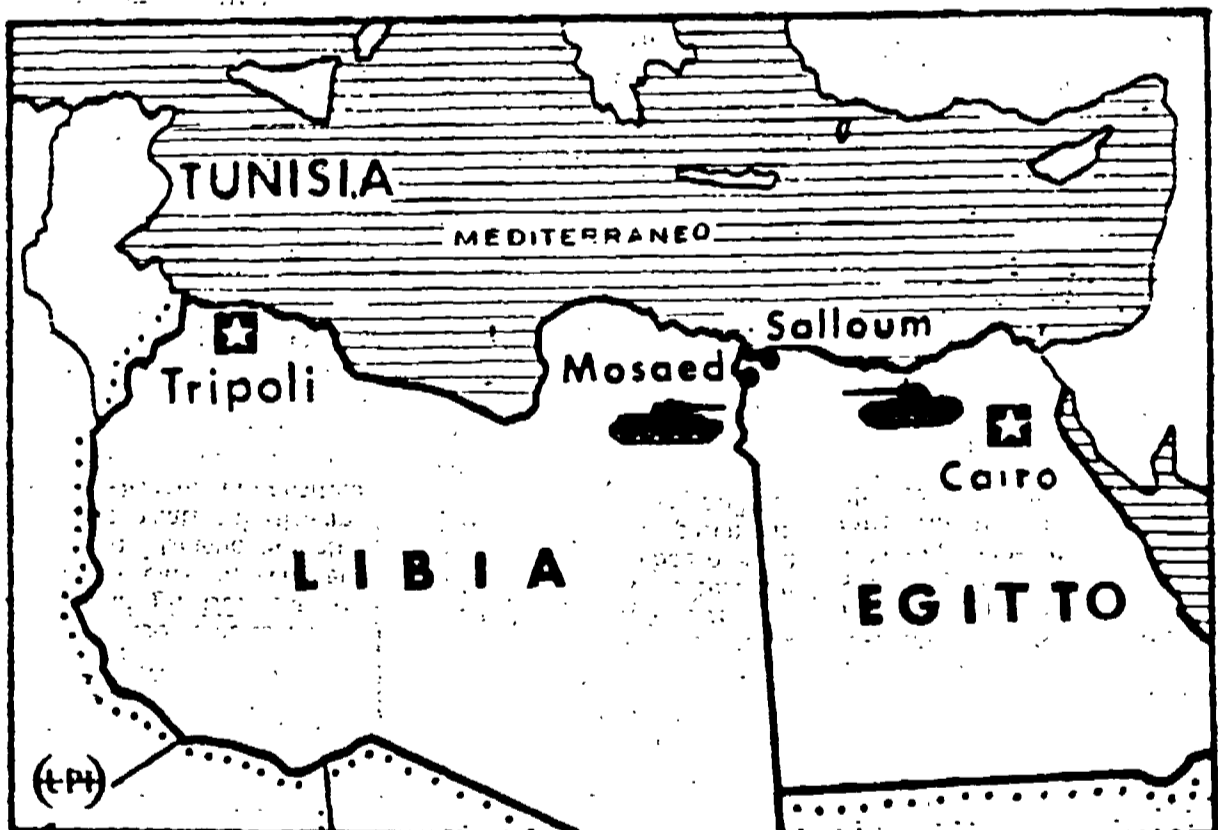 TUNISIA
MEDITERRANEO
Salloum
Mosaed
Tripoli
Cairo
LIBIA
EGITTO